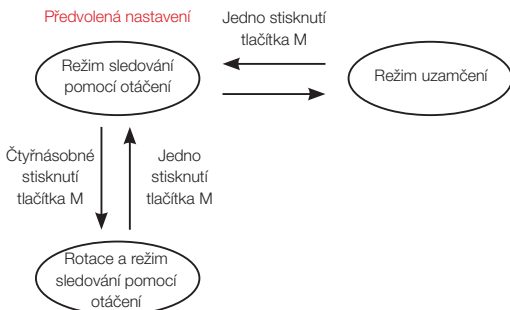 Předvolená nastavení
Jedno stisknutí
tlačítka M
Režim sledování
pomocí otáčení
Režim uzamčení
Čtyřnásobné
stisknutí
tlačítka M
Jedno
stisknutí
tlačítka M
Rotace a režim
sledování pomocí
otáčení